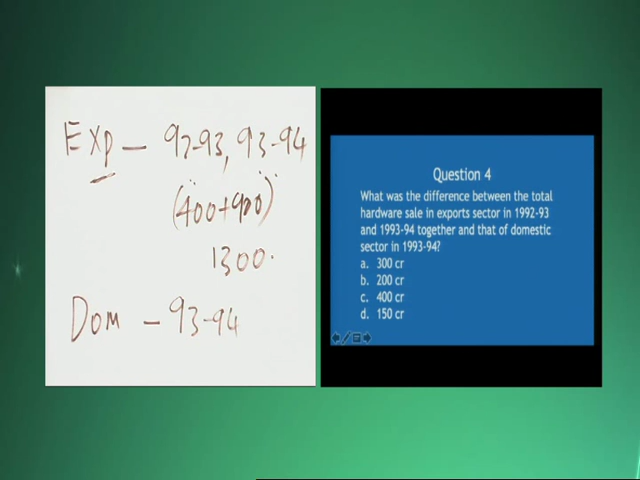 Exp – 92-93, 93-94
(400+900)
1300.
Dom – 93-94
Question 4
What was the difference between the total
hardware sale in exports sector in 1992-93
and 1993-94 together and that of domestic
sector in 1993-94?
a. 300 cr
b. 200 cr
c. 400 cr
d. 150 cr